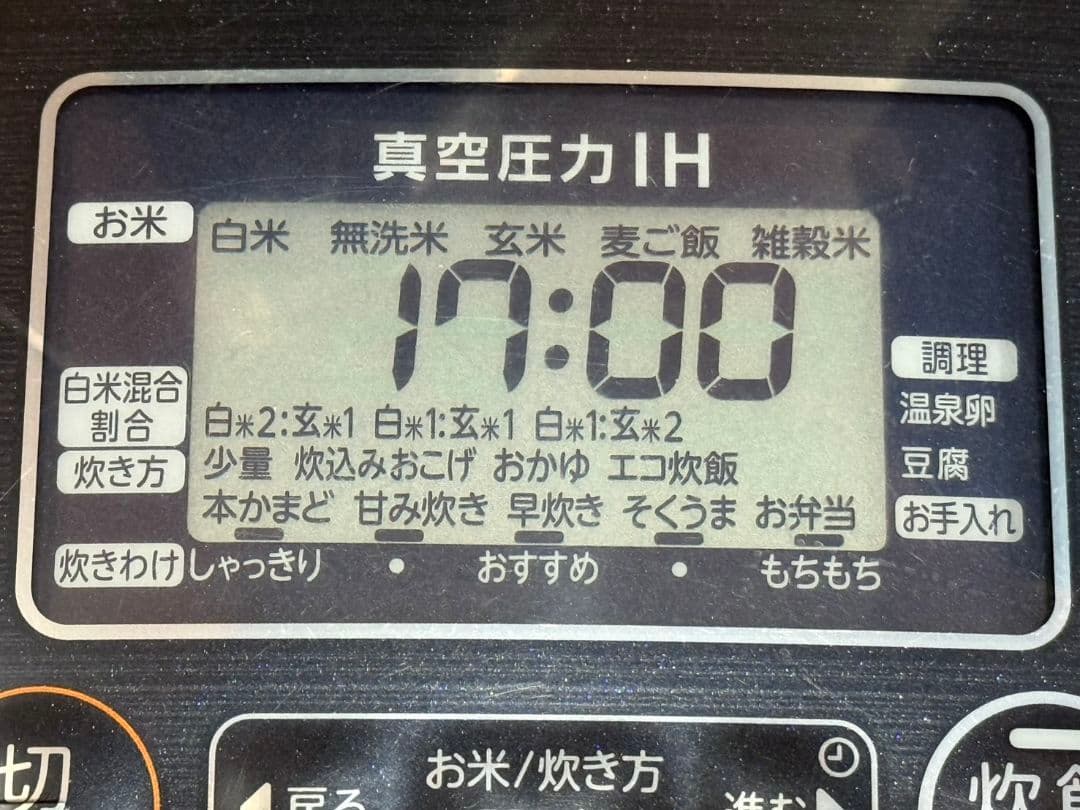 真空圧力IH
お米
白米 無洗米 玄米 麦ご飯 雑穀米
17:00
調理
白米混合
割合
白米2:玄米1 白米1:玄米1 白米1:玄米2
温泉卵
炊き方
少量 炊込みおこげ おかゆ エコ炊飯
豆腐
本かまど 甘み炊き 早炊き そくうま お弁当
お手入れ
炊きわけ
しゃっきり ・ おすすめ ・ もちもち
切
お米/炊き方
戻る
進む
炊飯